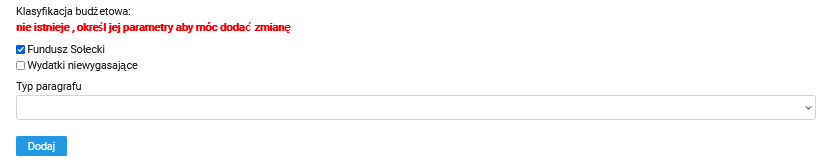 Klasyfikacja budżetowa:
nie istnieje , określ jej parametry aby móc dodać zmianę
Fundusz Sołecki
Wydatki niewygasające
Typ paragrafu
Dodaj